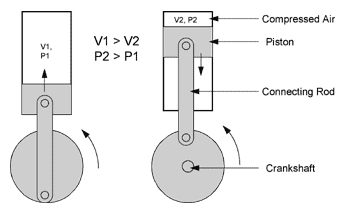 V1,
P1
V1 > V2
P2 > P1
V2, P2
Compressed Air
Piston
Connecting Rod
Crankshaft